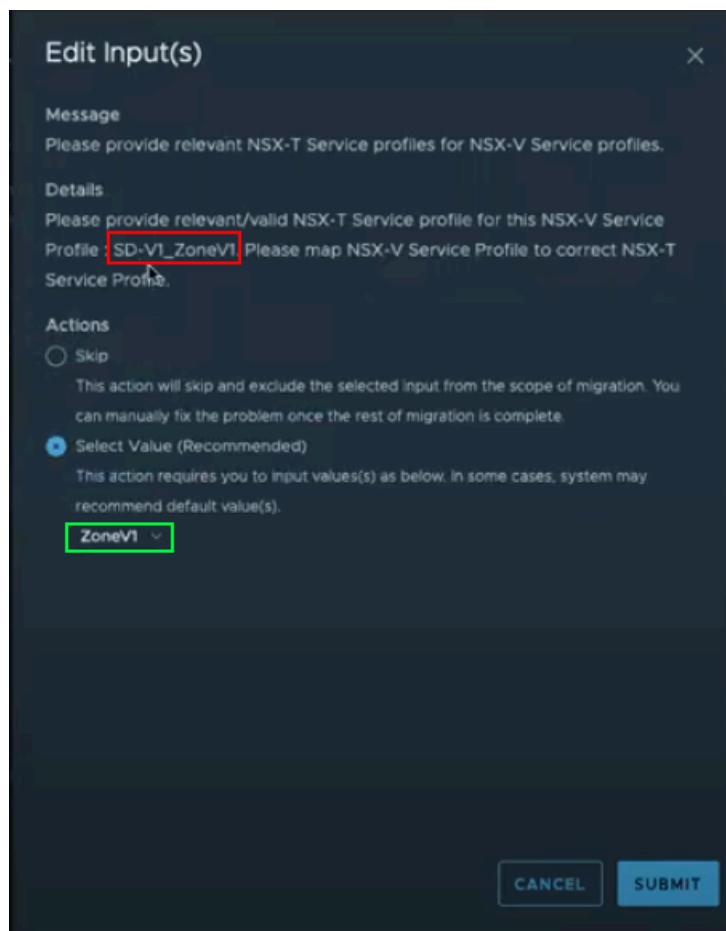 Edit Input(s)
Message
Please provide relevant NSX-T Service profiles for NSX-V Service profiles.
Details
Please provide relevant/valid NSX-T Service profile for this NSX-V Service
Profile : SD-V1_ZoneV1. Please map NSX-V Service Profile to correct NSX-T
Service Profile.
Actions
Skip
This action will skip and exclude the selected input from the scope of migration. You
can manually fix the problem once the rest of migration is complete.
Select Value (Recommended)
This action requires you to input values(s) as below. In some cases, system may
recommend default value(s).
ZoneV1
CANCEL
SUBMIT